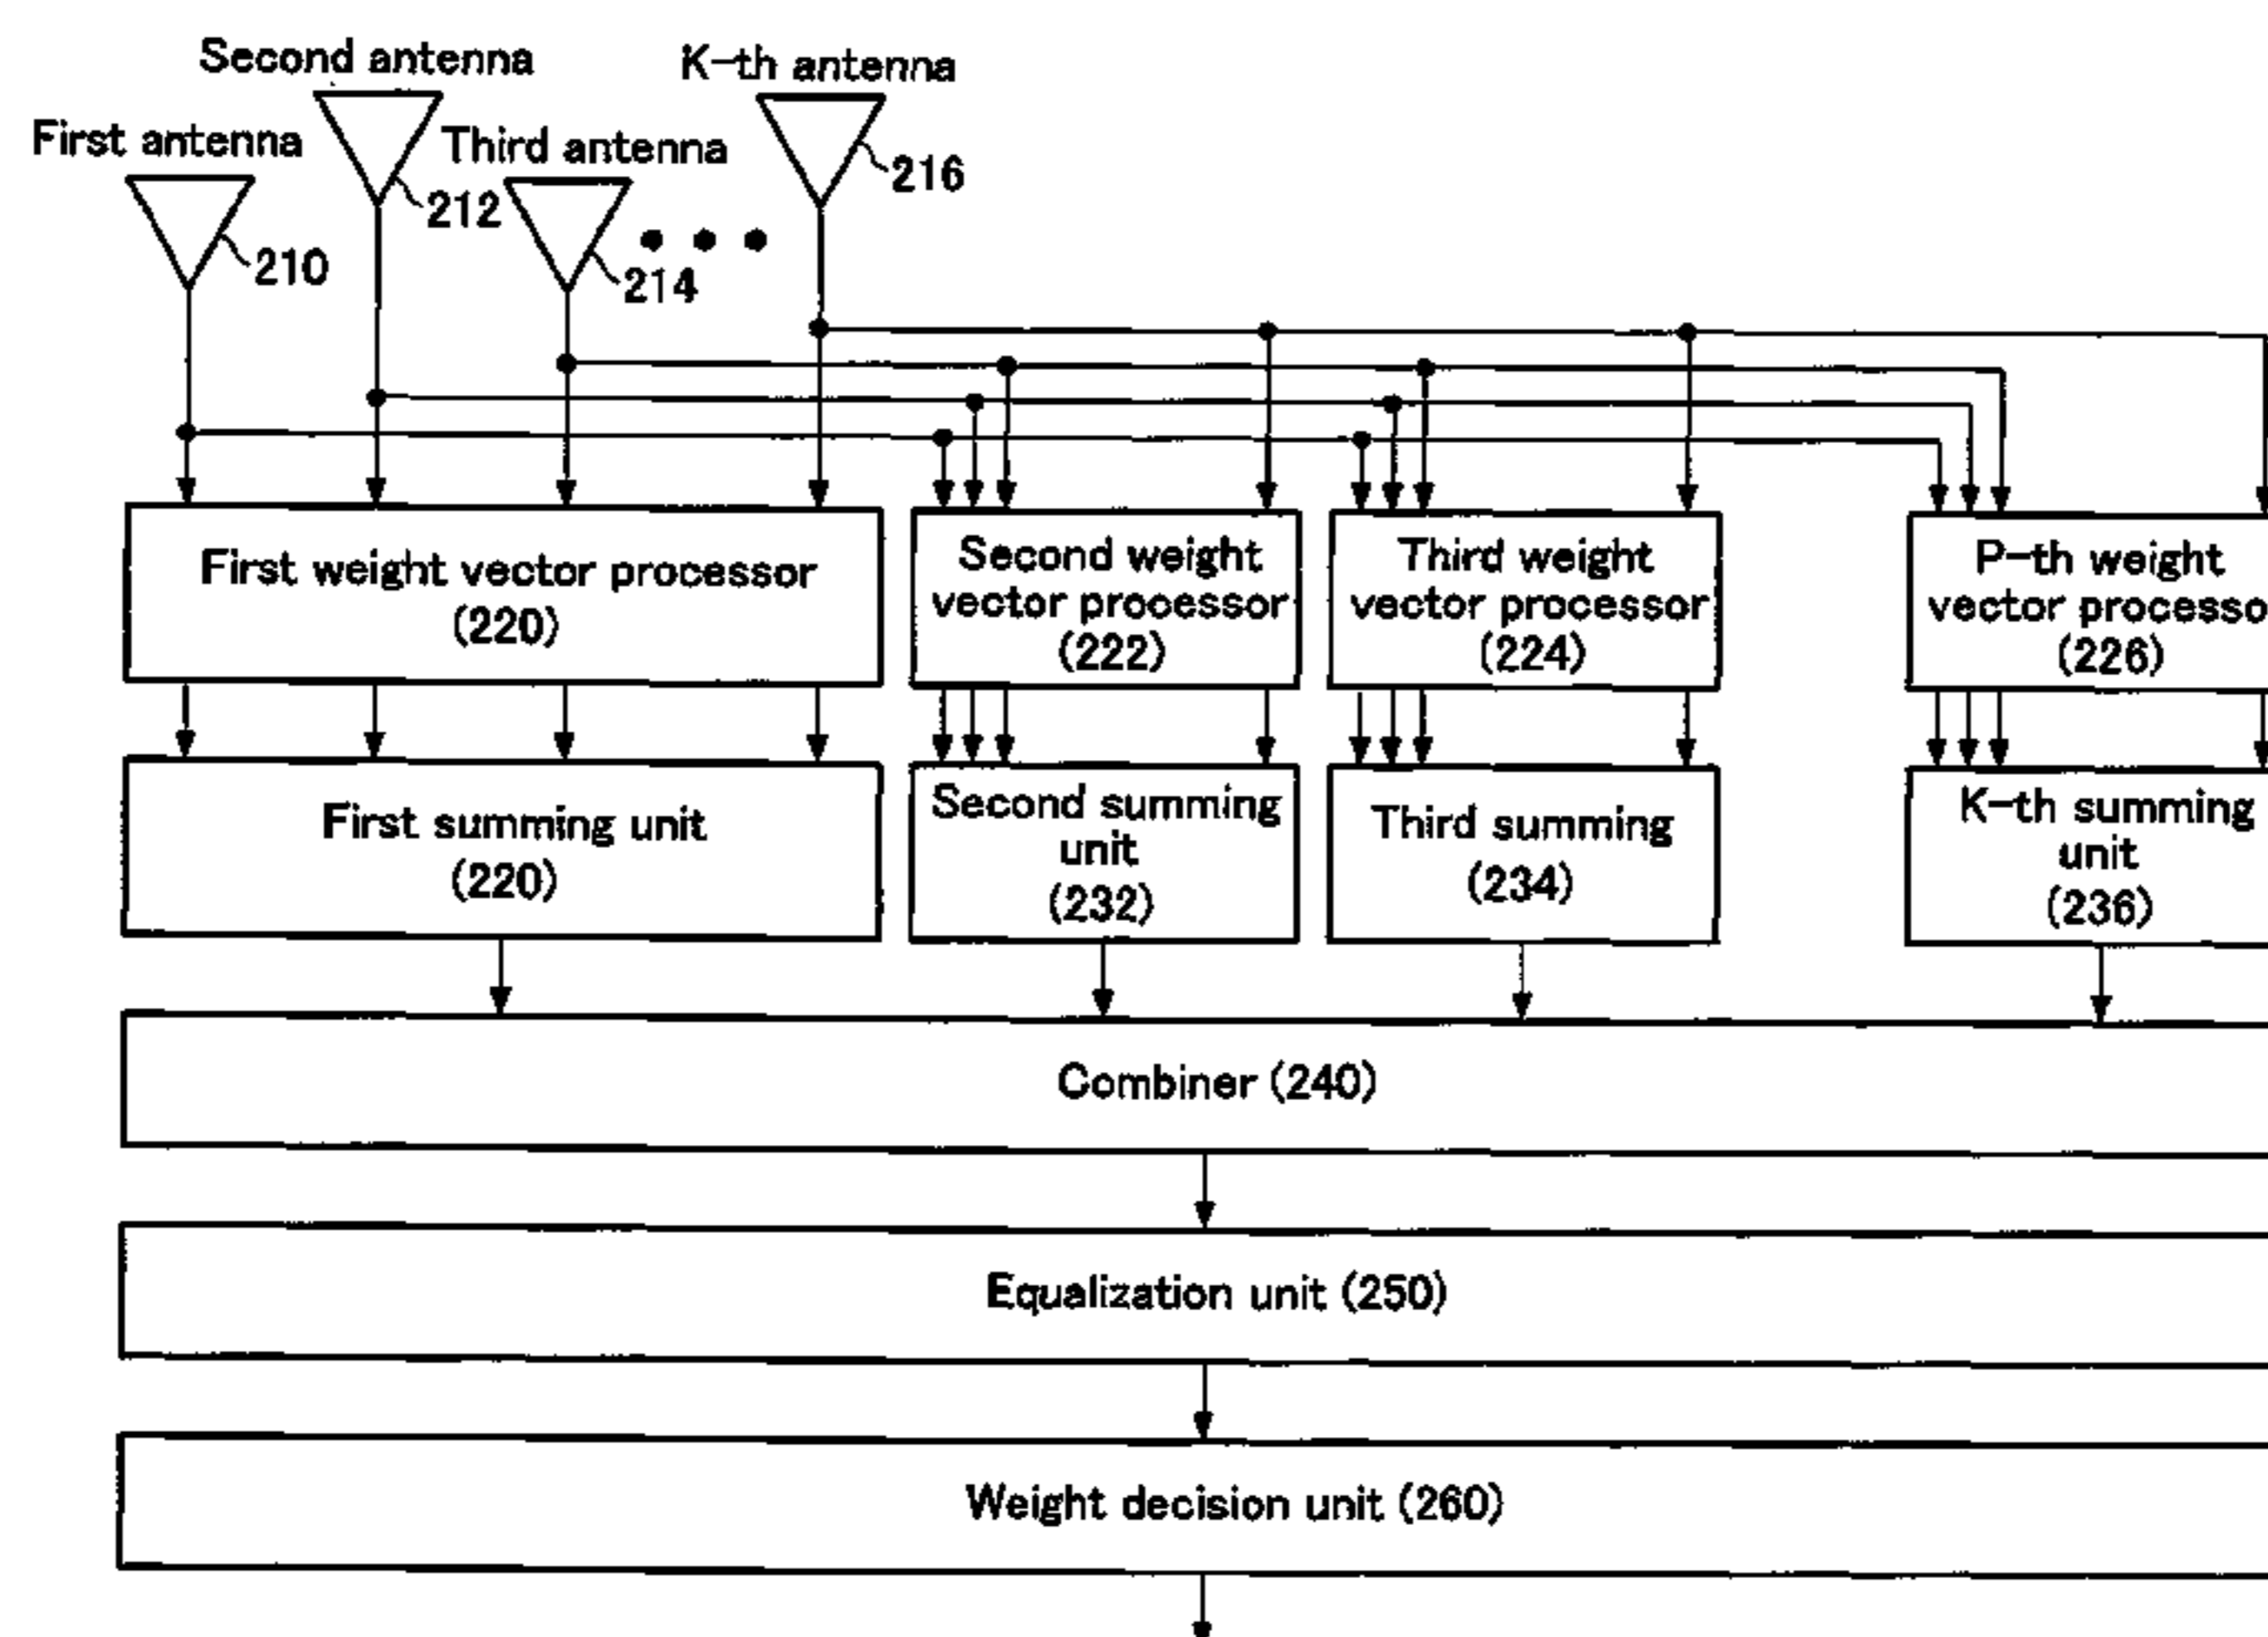 Second antenna
K-th antenna
First antenna
Third antenna
216
212
210
214
First weight vector processor
(220)
Second weight
vector processor
(222)
Third weight
vector processor
(224)
P-th weight
vector processo
(226)
First summing unit
(220)
Second summing
unit
(232)
Third summing
(234)
K-th summing
unit
(236)
Combiner (240)
Equalization unit (250)
Weight decision unit (260)